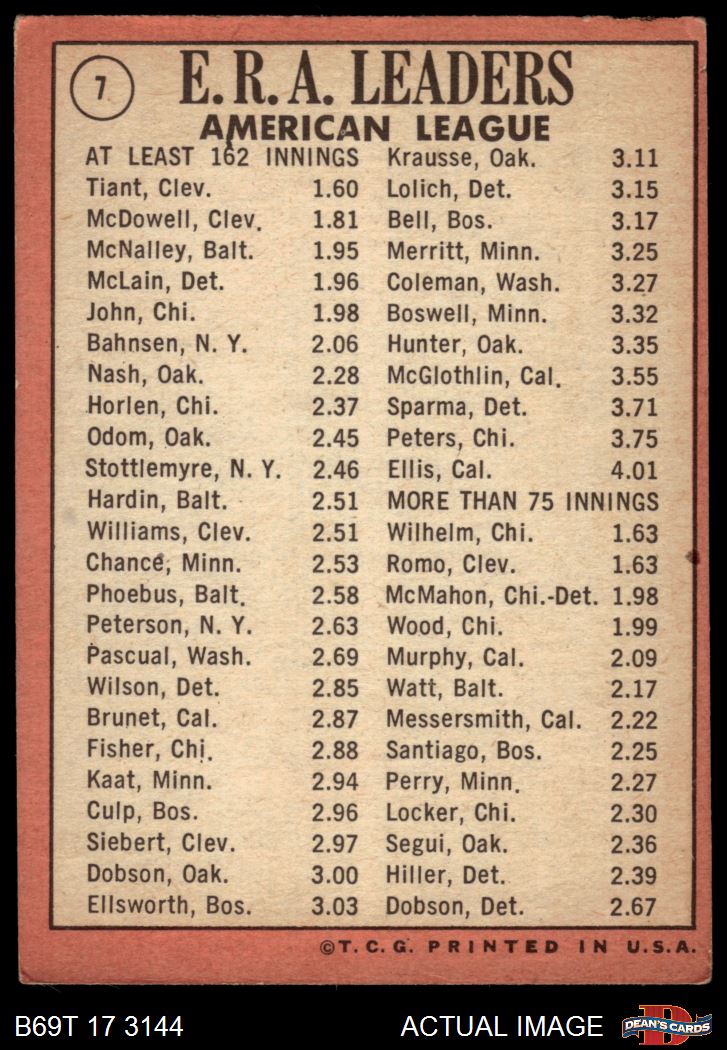 7
E.R.A. LEADERS
AMERICAN LEAGUE
AT LEAST 162 INNINGS
Tiant, Clev. 1.60
McDowell, Clev. 1.81
McNalley, Balt. 1.95
McLain, Det. 1.96
John, Chi. 1.98
Bahnsen, N. Y. 2.06
Nash, Oak. 2.28
Horlen, Chi. 2.37
Odom, Oak. 2.45
Stottlemyre, N. Y. 2.46
Hardin, Balt. 2.51
Williams, Clev. 2.51
Chance, Minn. 2.53
Phoebus, Balt. 2.58
Peterson, N. Y. 2.63
Pascual, Wash. 2.69
Wilson, Det. 2.85
Brunet, Cal. 2.87
Fisher, Chi. 2.88
Kaat, Minn. 2.94
Culp, Bos. 2.96
Siebert, Clev. 2.97
Dobson, Oak. 3.00
Ellsworth, Bos. 3.03
Krausse, Oak. 3.11
Lolich, Det. 3.15
Bell, Bos. 3.17
Merritt, Minn. 3.25
Coleman, Wash. 3.27
Boswell, Minn. 3.32
Hunter, Oak. 3.35
McGlothlin, Cal. 3.55
Sparma, Det. 3.71
Peters, Chi. 3.75
Ellis, Cal. 4.01
MORE THAN 75 INNINGS
Wilhelm, Chi. 1.63
Romo, Clev. 1.63
McMahon, Chi.-Det. 1.98
Wood, Chi. 1.99
Murphy, Cal. 2.09
Watt, Balt. 2.17
Messersmith, Cal. 2.22
Santiago, Bos. 2.25
Perry, Minn. 2.27
Locker, Chi. 2.30
Segui, Oak. 2.36
Hiller, Det. 2.39
Dobson, Det. 2.67
©T.C.G. PRINTED IN U.S.A.
B69T 17 3144
ACTUAL IMAGE
D
DEAN'S CARDS